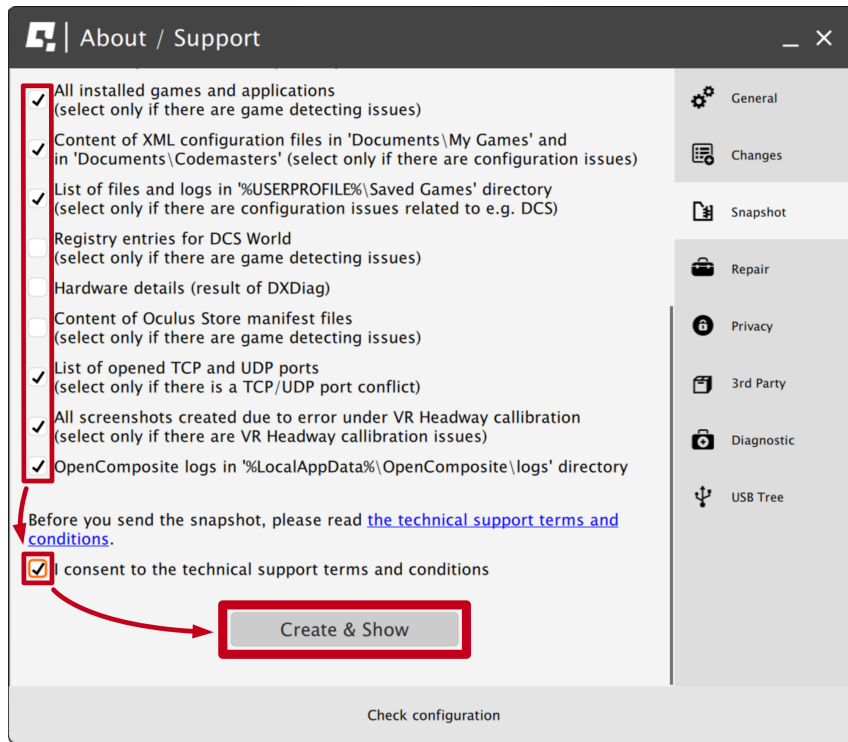 About / Support
All installed games and applications
(select only if there are game detecting issues)
Content of XML configuration files in 'Documents\My Games' and
in 'Documents\Codemasters' (select only if there are configuration issues)
List of files and logs in '%USERPROFILE%\Saved Games' directory
(select only if there are configuration issues related to e.g. DCS)
Registry entries for DCS World
(select only if there are game detecting issues)
Hardware details (result of DXDiag)
Content of Oculus Store manifest files
(select only if there are game detecting issues)
List of opened TCP and UDP ports
(select only if there is a TCP/UDP port conflict)
All screenshots created due to error under VR Headway callibration
(select only if there are VR Headway callibration issues)
OpenComposite logs in '%LocalAppData%\OpenComposite\logs' directory
Before you send the snapshot, please read the technical support terms and
conditions.
I consent to the technical support terms and conditions
Create & Show
General
Changes
Snapshot
Repair
Privacy
3rd Party
Diagnostic
USB Tree
Check configuration